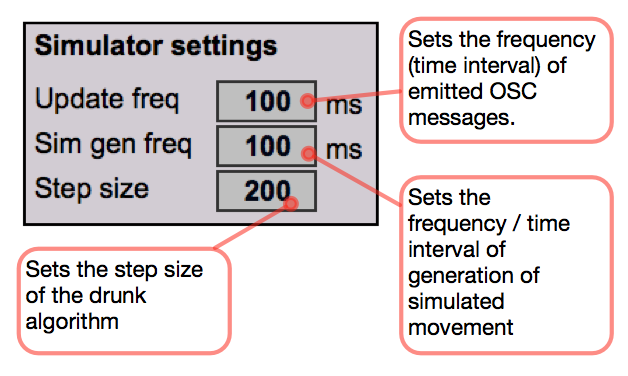 Simulator settings
Update freq 100 ms
Sim gen freq 100 ms
Step size 200
Sets the frequency
(time interval) of
emitted OSC
messages.
Sets the
frequency / time
interval of
generation of
simulated
movement
Sets the step size
of the drunk
algorithm